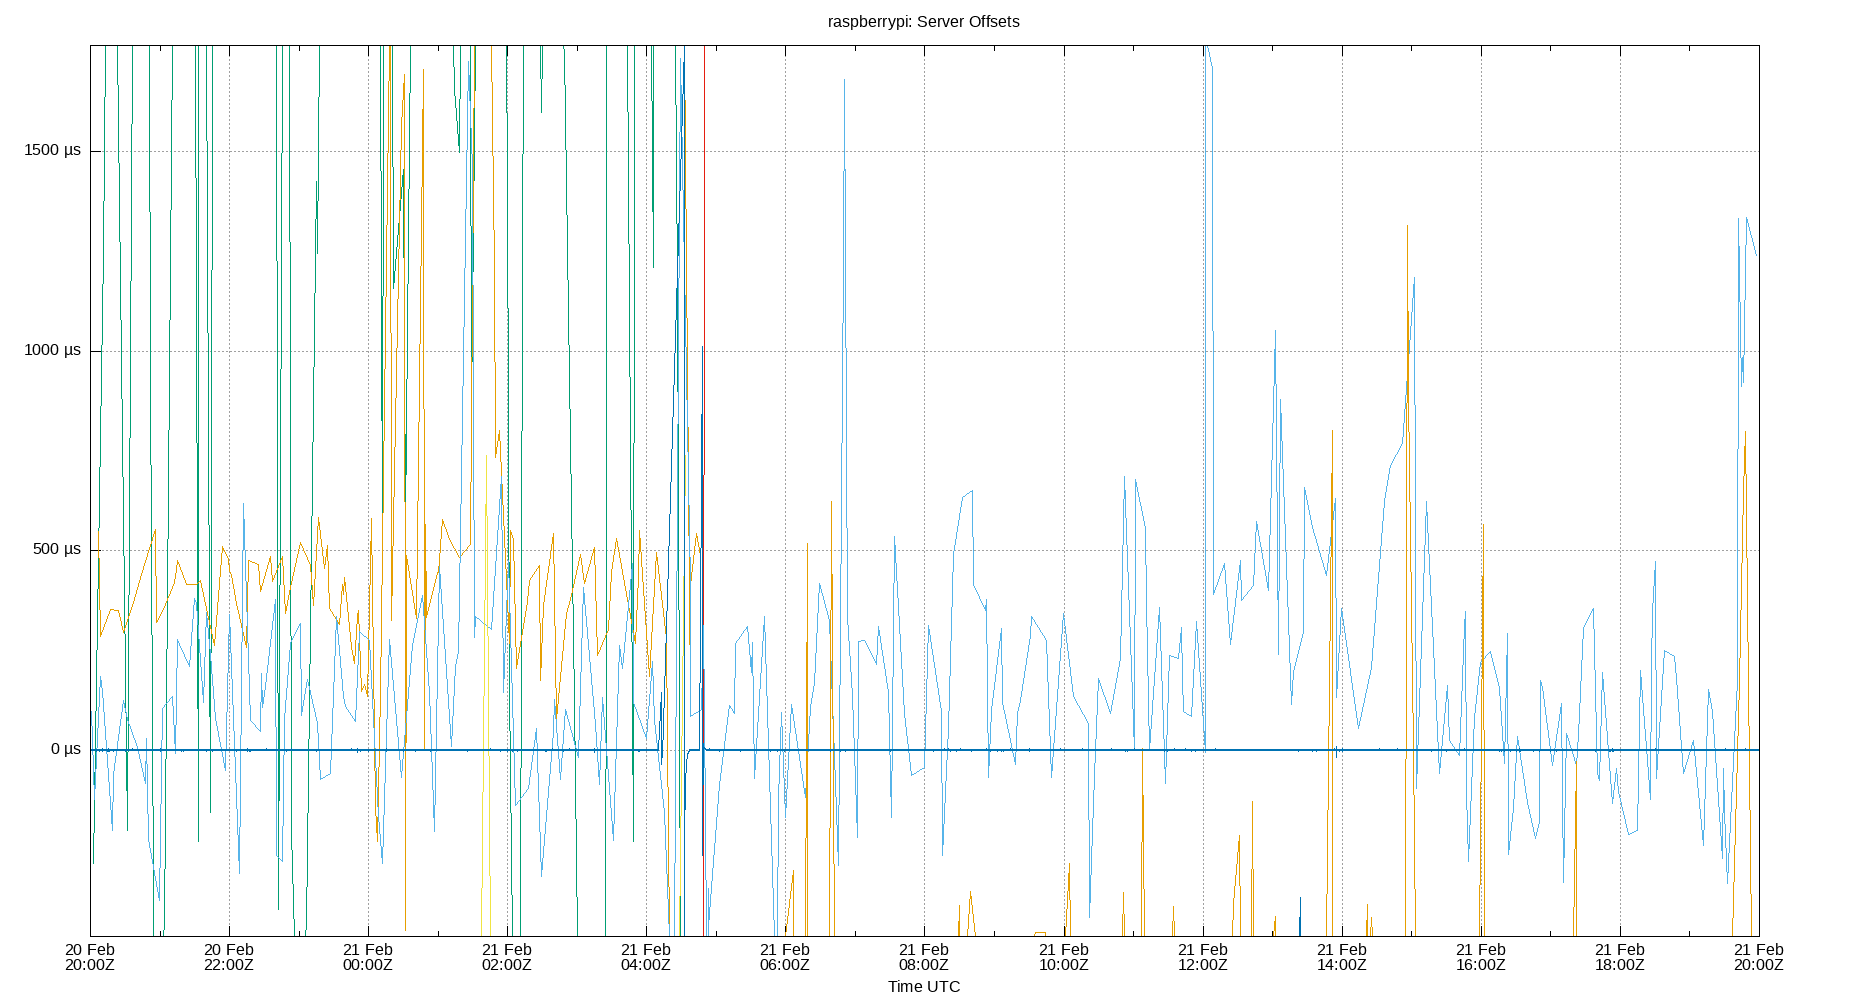 raspberrypi: Server Offsets
1500 µs
1000 µs
500 µs
0 µs
20 Feb 20 Feb 21 Feb 21 Feb 21 Feb 21 Feb 21 Feb 21 Feb 21 Feb 21 Feb 21 Feb 21 Feb 21 Feb
20:00Z 22:00Z 00:00Z 02:00Z 04:00Z 06:00Z 08:00Z 10:00Z 12:00Z 14:00Z 16:00Z 18:00Z 20:00Z
Time UTC